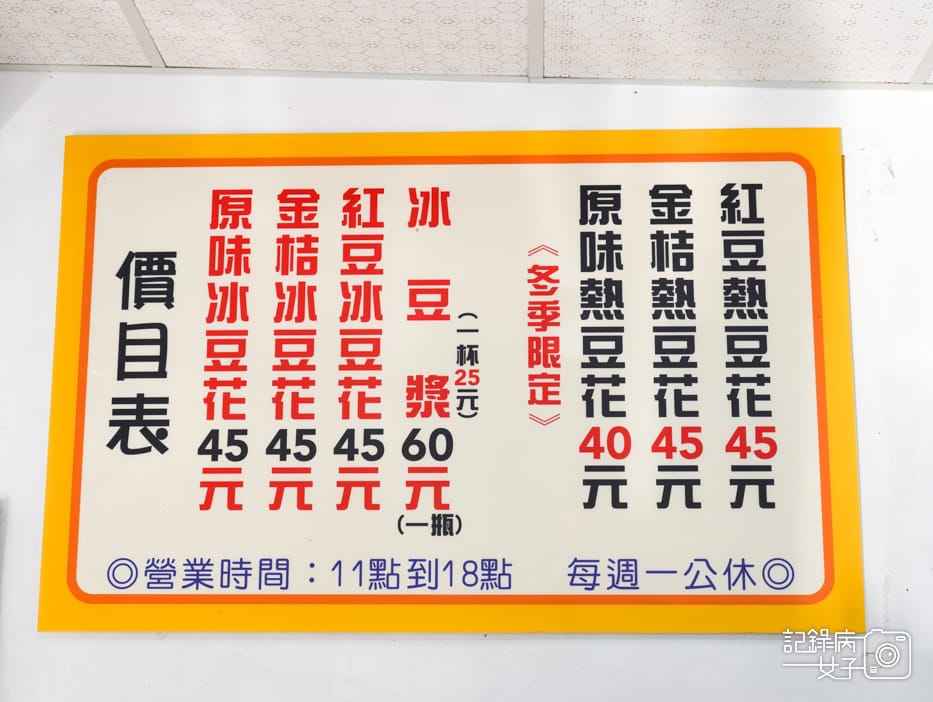 價目表
原味冰豆花45元
金桔冰豆花45元
紅豆冰豆花45元
冰豆漿60元
(一瓶)
(一杯25元)
《冬季限定》
原味熱豆花40元
金桔熱豆花45元
紅豆熱豆花45元
◎營業時間：11點到18點 每週一公休◎
記錄病
女子